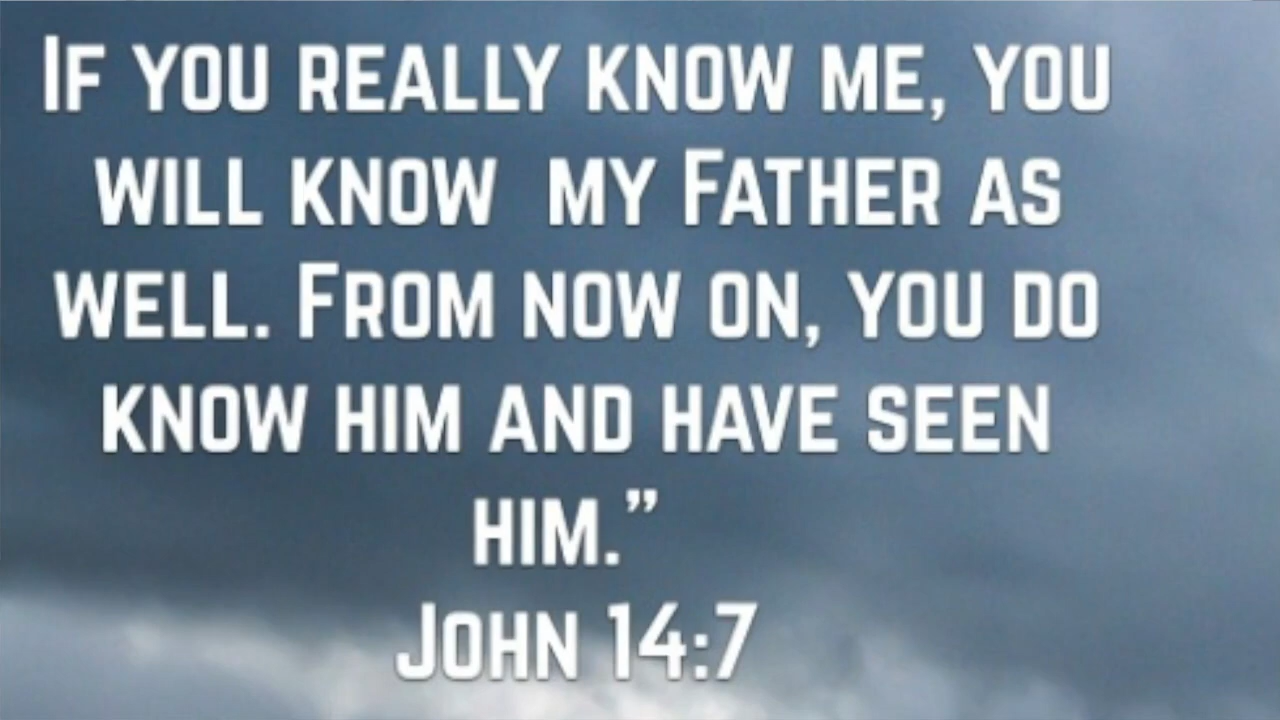 If you really know me, you
will know  my Father as
well. From now on, you do
know him and have seen
him.”
John 14:7